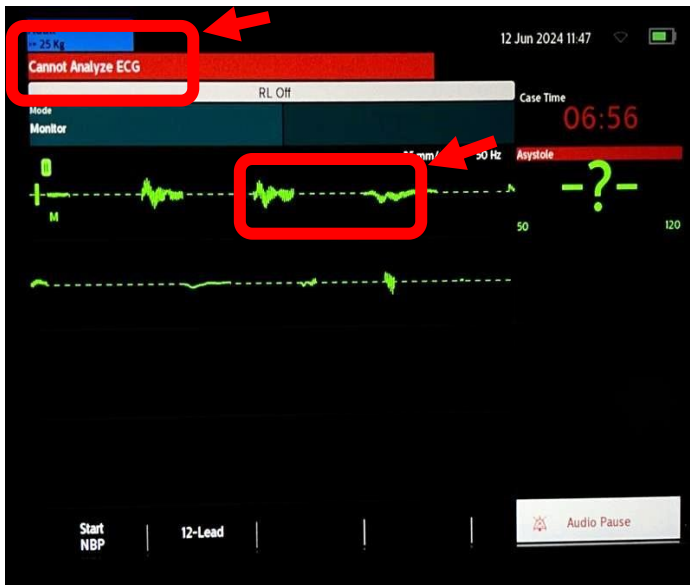 25 Kg
12 Jun 2024 11:47
Cannot Analyze ECG
RL Off
Case Time
06:56
Mode
Monitor
Hz
Asystole
-?-
M
50
120
Start
NBP
12-Lead
Audio Pause